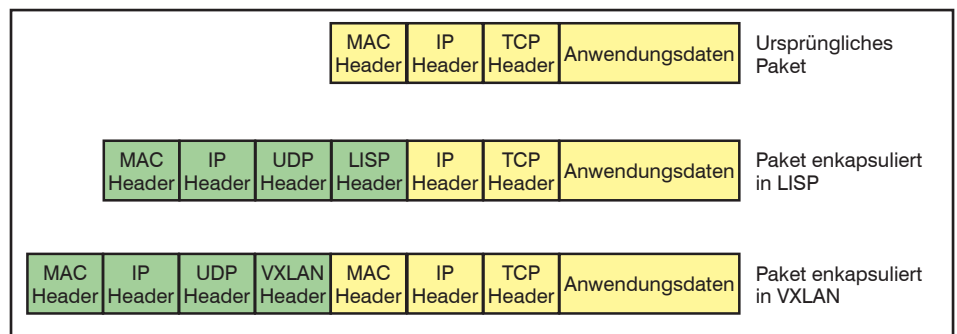 MAC Header IP Header TCP Header Anwendungsdaten Ursprüngliches Paket
MAC Header IP Header UDP Header LISP Header IP Header TCP Header Anwendungsdaten Paket enkapsuliert in LISP
MAC Header IP Header UDP Header VXLAN Header MAC Header IP Header TCP Header Anwendungsdaten Paket enkapsuliert in VXLAN